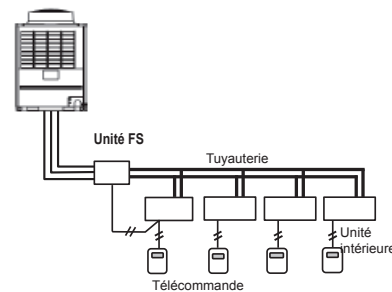 Unité FS
Tuyauterie
Unité
intérieure
Télécommande